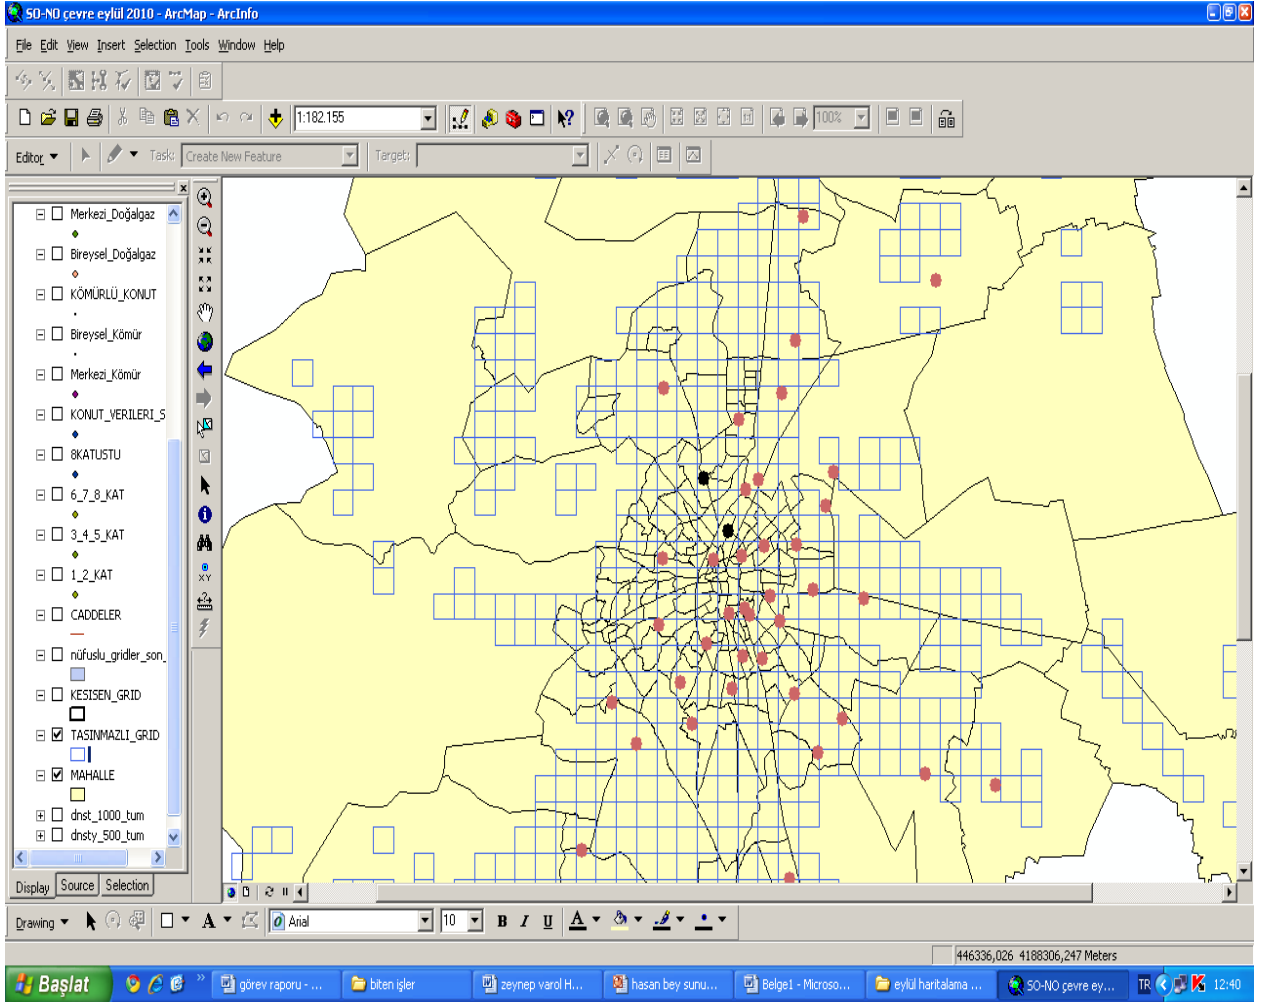 SO-NO çevre eylül 2010 - ArcMap - ArcInfo
File Edit View Insert Selection Tools Window Help
1:182.155
100%
Editor
Task: Create New Feature
Target:
Merkezi_Doğalgaz
Bireysel_Doğalgaz
KÖMÜRLÜ_KONUT
Bireysel_Kömür
Merkezi_Kömür
KONUT_VERILERI_S
8KATUSTU
6_7_8_KAT
3_4_5_KAT
1_2_KAT
CADDELER
nüfuslu_gridler_son_
KESISEN_GRID
TASINMAZLI_GRID
MAHALLE
dnst_1000_tum
dnsty_500_tum
Display Source Selection
Drawing
A
Arial
10
B I U A
446336,026 4188306,247 Meters
Başlat
görev raporu - ...
biten işler
zeynep varol H...
hasan bey sunu...
Belge1 - Microso...
eylül haritalama ...
SO-NO çevre ey...
TR
12:40